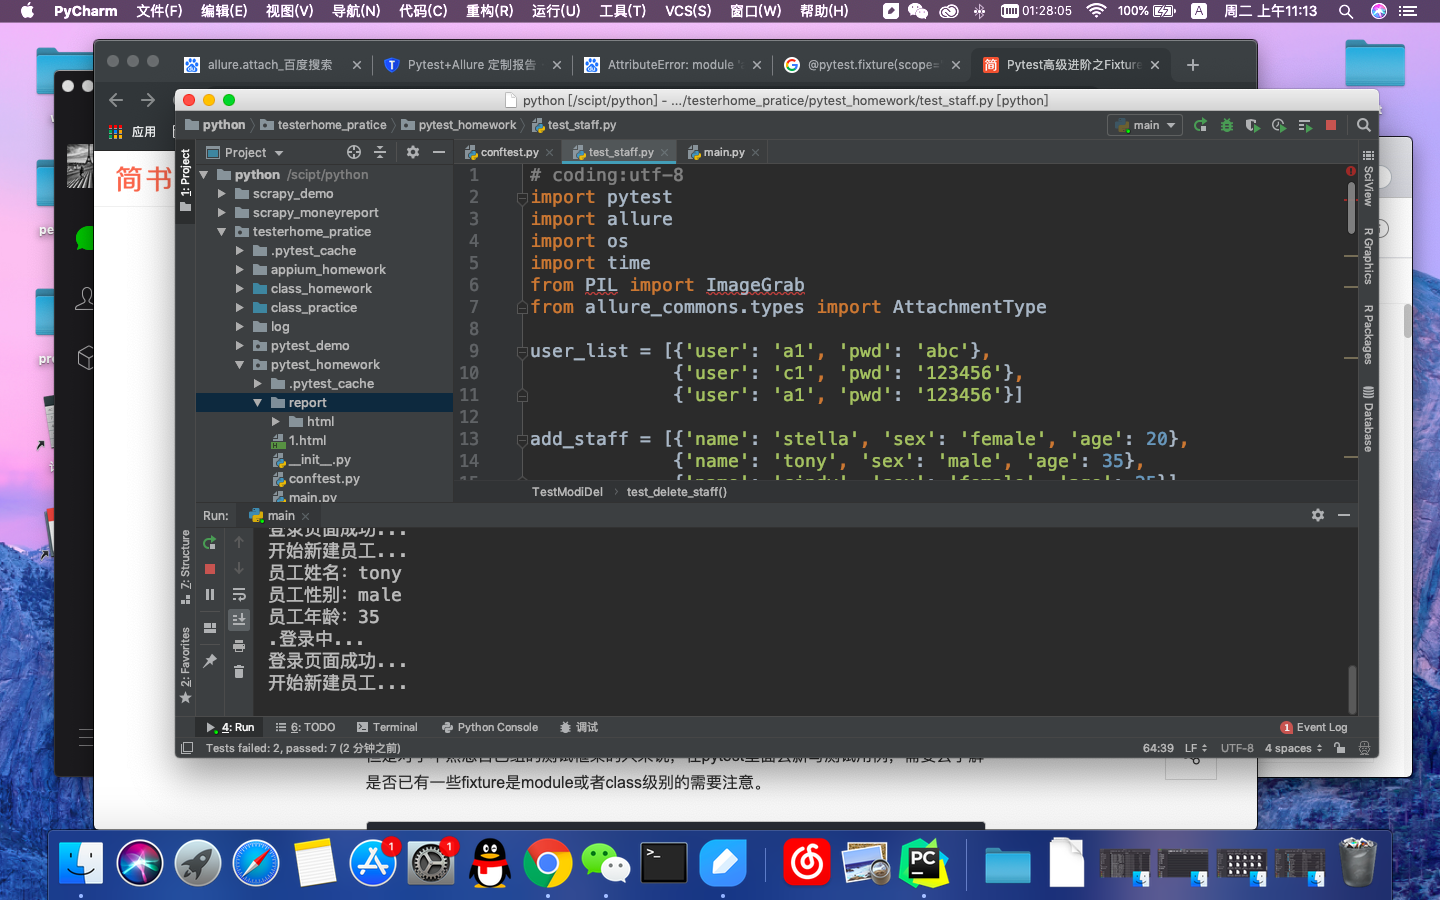 PyCharm 文件(F) 编辑(E) 视图(V) 导航(N) 代码(C) 重构(R) 运行(U) 工具(T) VCS(S) 窗口(W) 帮助(H) 01:28:05 100% A 周二 上午11:13
allure.attach_百度搜索 Pytest+Allure 定制报告 AttributeError: module ' @pytest.fixture(scope= Pytest高级进阶之Fixture
应用
简书
python [/scipt/python] - .../testerhome_pratice/pytest_homework/test_staff.py [python]
python testerhome_pratice pytest_homework test_staff.py main
Project conftest.py test_staff.py main.py
1: Project
python /scipt/python
scrapy_demo
scrapy_moneyreport
testerhome_pratice
.pytest_cache
appium_homework
class_homework
class_practice
log
pytest_demo
pytest_homework
.pytest_cache
report
html
1.html
__init__.py
conftest.py
main.py
1 # coding:utf-8
2 import pytest
3 import allure
4 import os
5 import time
6 from PIL import ImageGrab
7 from allure_commons.types import AttachmentType
8
9 user_list = [{'user': 'a1', 'pwd': 'abc'},
10 {'user': 'c1', 'pwd': '123456'},
11 {'user': 'a1', 'pwd': '123456'}]
12
13 add_staff = [{'name': 'stella', 'sex': 'female', 'age': 20},
14 {'name': 'tony', 'sex': 'male', 'age': 35},
TestModiDel test_delete_staff()
SciView
R Graphics
R Packages
Database
Run: main
Z: Structure
2: Favorites
登录页面成功...
开始新建员工...
员工姓名：tony
员工性别：male
员工年龄：35
.登录中...
登录页面成功...
开始新建员工...
4: Run 6: TODO Terminal Python Console 调试 1 Event Log
Tests failed: 2, passed: 7 (2 分钟之前) 64:39 LF UTF-8 4 spaces
是否已有一些fixture是module或者class级别的需要注意。
1 1 PC